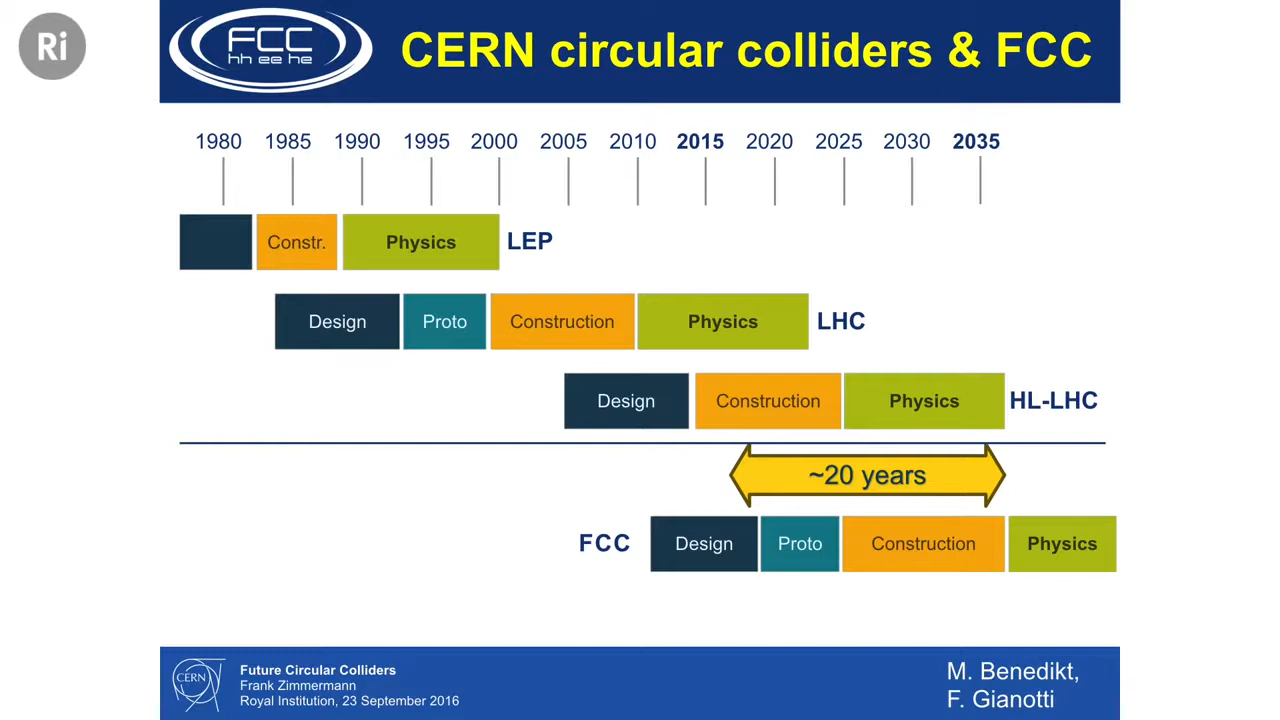 Ri
FCC
hh ee he
CERN circular colliders & FCC
1980 1985 1990 1995 2000 2005 2010 2015 2020 2025 2030 2035
Constr. Physics LEP
Design Proto Construction Physics LHC
Design Construction Physics HL-LHC
~20 years
FCC Design Proto Construction Physics
CERN
Future Circular Colliders
Frank Zimmermann
Royal Institution, 23 September 2016
M. Benedikt,
F. Gianotti